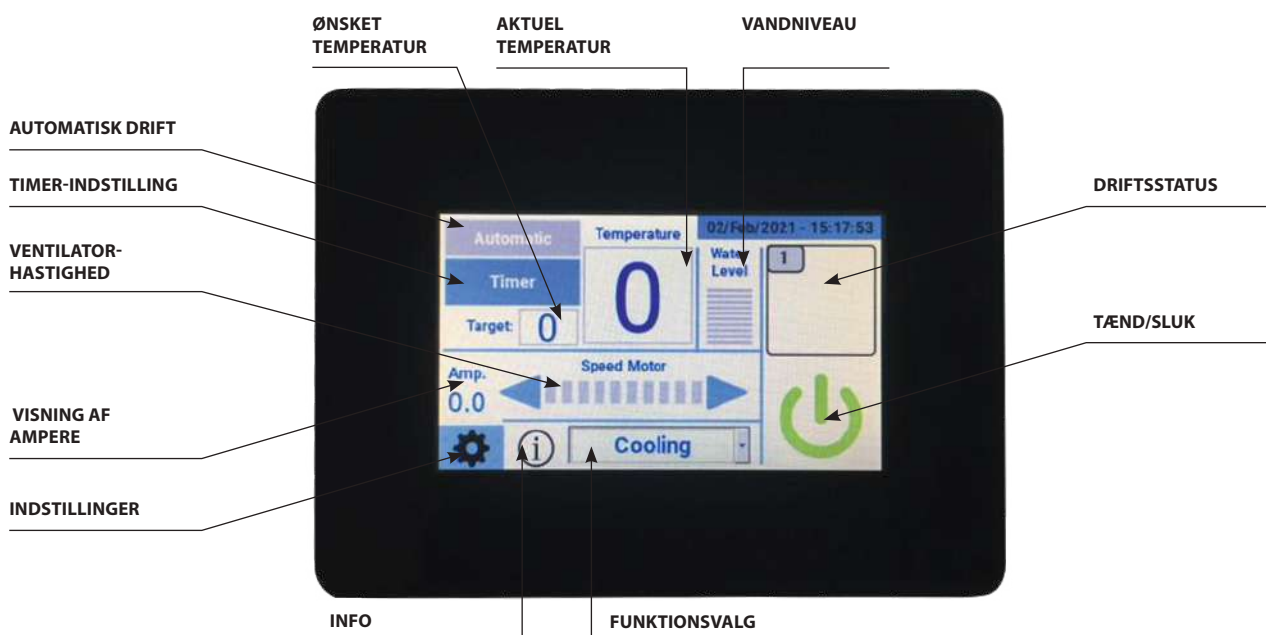 ØNSKET
TEMPERATUR
AKTUEL
TEMPERATUR
VANDNIVEAU
AUTOMATISK DRIFT
TIMER-INDSTILLING
VENTILATOR-
HASTIGHED
VISNING AF
AMPERE
INDSTILLINGER
DRIFTSSTATUS
TÆND/SLUK
Automatic
Timer
Target:
0
Temperature
0
02/Feb/2021 - 15:17:53
Water
Level
1
Amp.
0.0
Speed Motor
i
Cooling
INFO
FUNKTIONSVALG